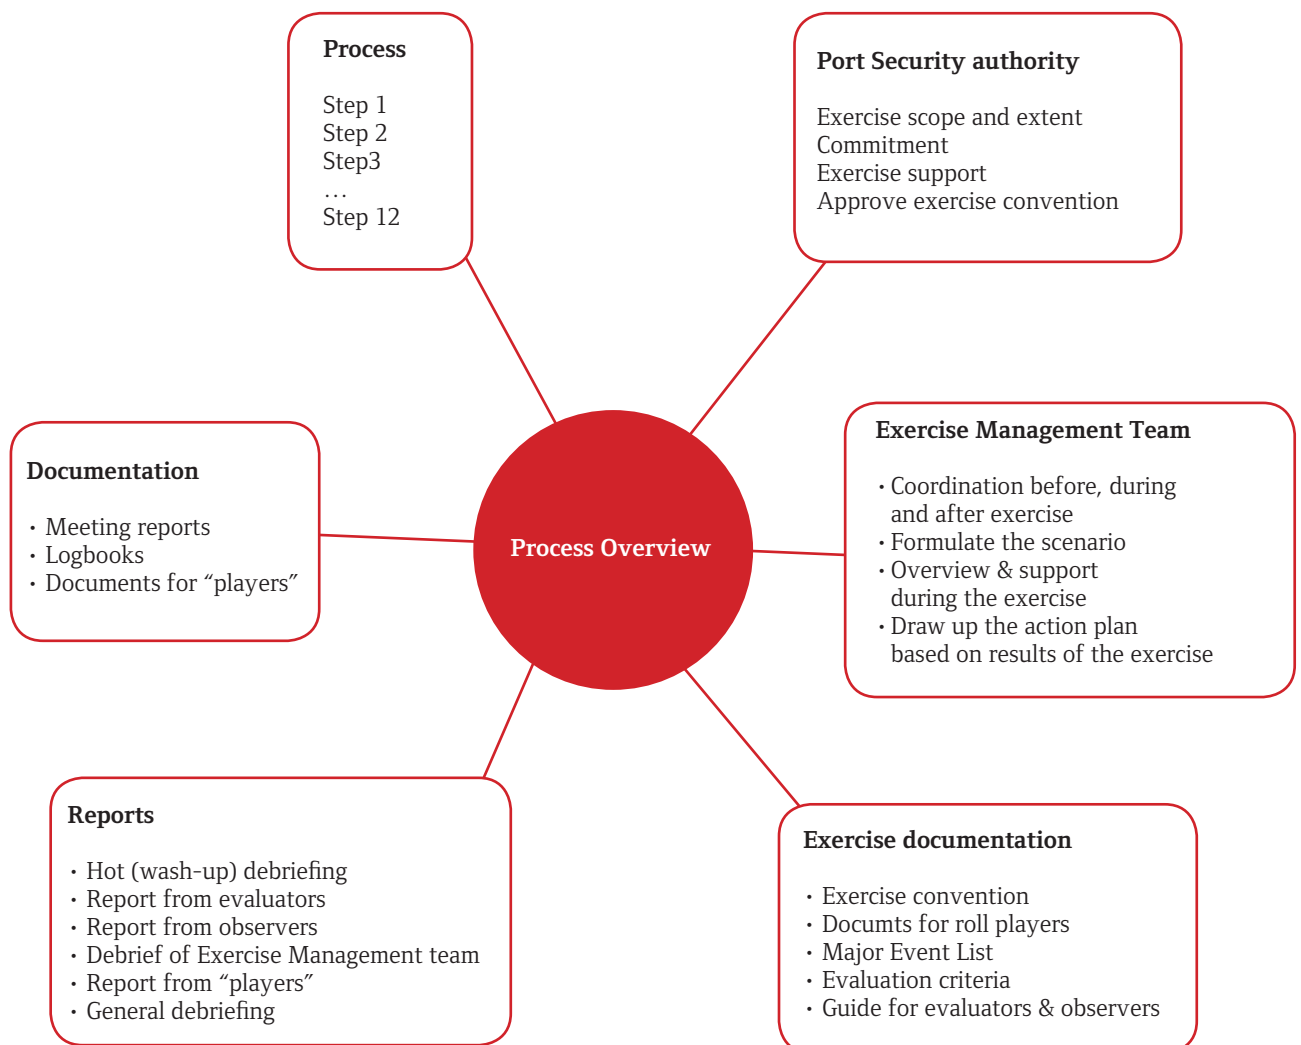 Process
Step 1
Step 2
Step3
...
Step 12
Port Security authority
Exercise scope and extent
Commitment
Exercise support
Approve exercise convention
Documentation
· Meeting reports
· Logbooks
· Documents for “players”
Process Overview
Exercise Management Team
· Coordination before, during
and after exercise
· Formulate the scenario
· Overview & support
during the exercise
· Draw up the action plan
based on results of the exercise
Reports
· Hot (wash-up) debriefing
· Report from evaluators
· Report from observers
· Debrief of Exercise Management team
· Report from “players”
· General debriefing
Exercise documentation
· Exercise convention
· Documts for roll players
· Major Event List
· Evaluation criteria
· Guide for evaluators & observers